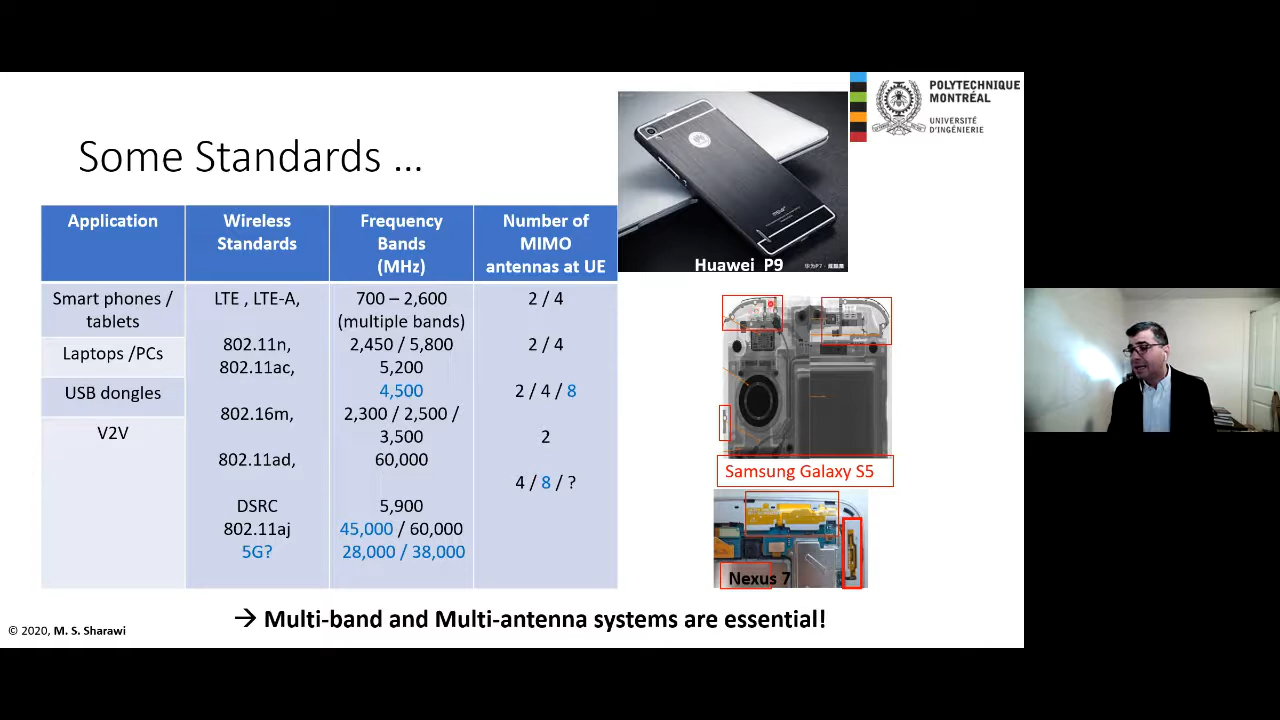 POLYTECHNIQUE
MONTRÉAL
UNIVERSITÉ
D'INGÉNIERIE
Some Standards …
Huawei P9
Application
Wireless
Standards
Frequency
Bands
(MHz)
Number of
MIMO
antennas at UE
Smart phones /
tablets
Laptops /PCs
USB dongles
V2V
LTE , LTE-A,
802.11n,
802.11ac,
802.16m,
802.11ad,
DSRC
802.11aj
5G?
700 – 2,600
(multiple bands)
2,450 / 5,800
5,200
4,500
2,300 / 2,500 /
3,500
60,000
5,900
45,000 / 60,000
28,000 / 38,000
2 / 4
2 / 4
2 / 4 / 8
2
4 / 8 / ?
Samsung Galaxy S5
Nexus 7
→ Multi-band and Multi-antenna systems are essential!
© 2020, M. S. Sharawi